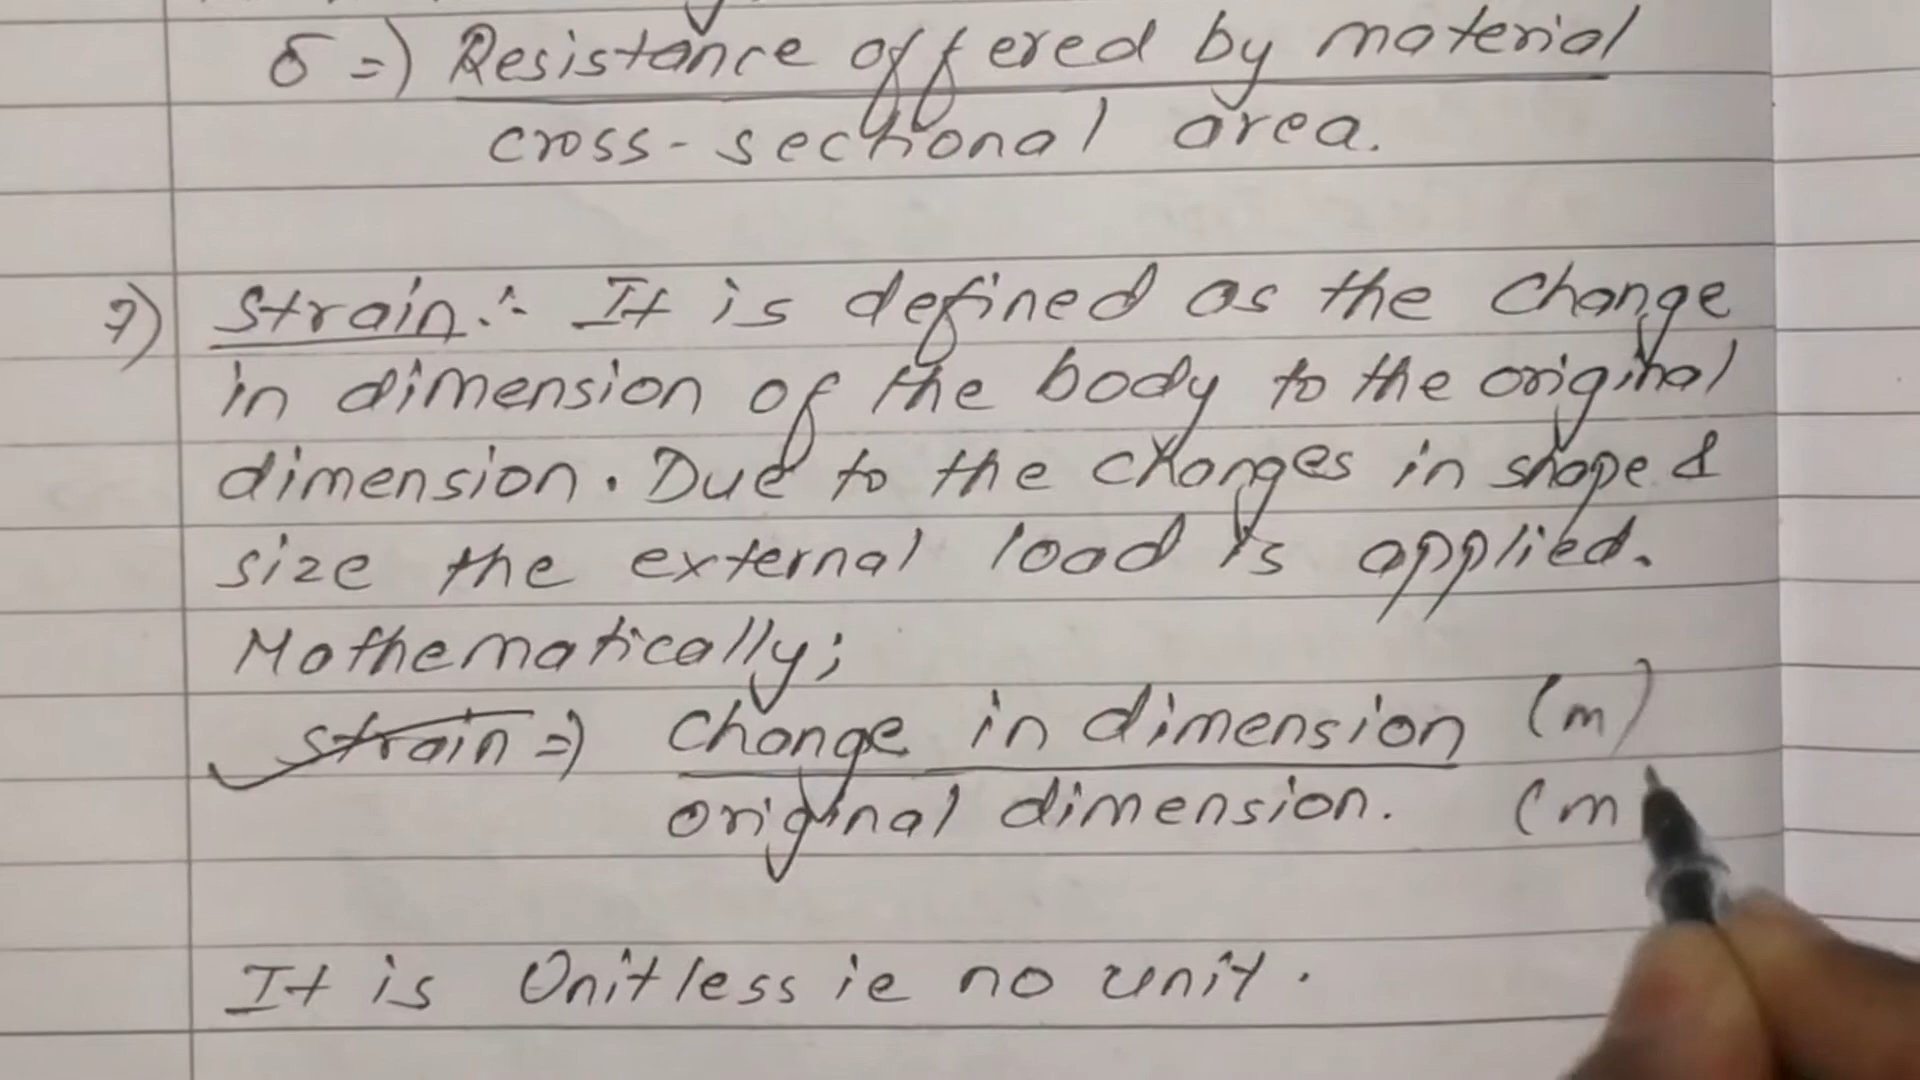 σ => Resistance offered by material
cross-sectional area.
7) Strain:- It is defined as the change
in dimension of the body to the original
dimension. Due to the changes in shape &
size the external load is applied.
Mathematically;
Strain => change in dimension (m)
original dimension. (m
It is Unitless ie no unit.